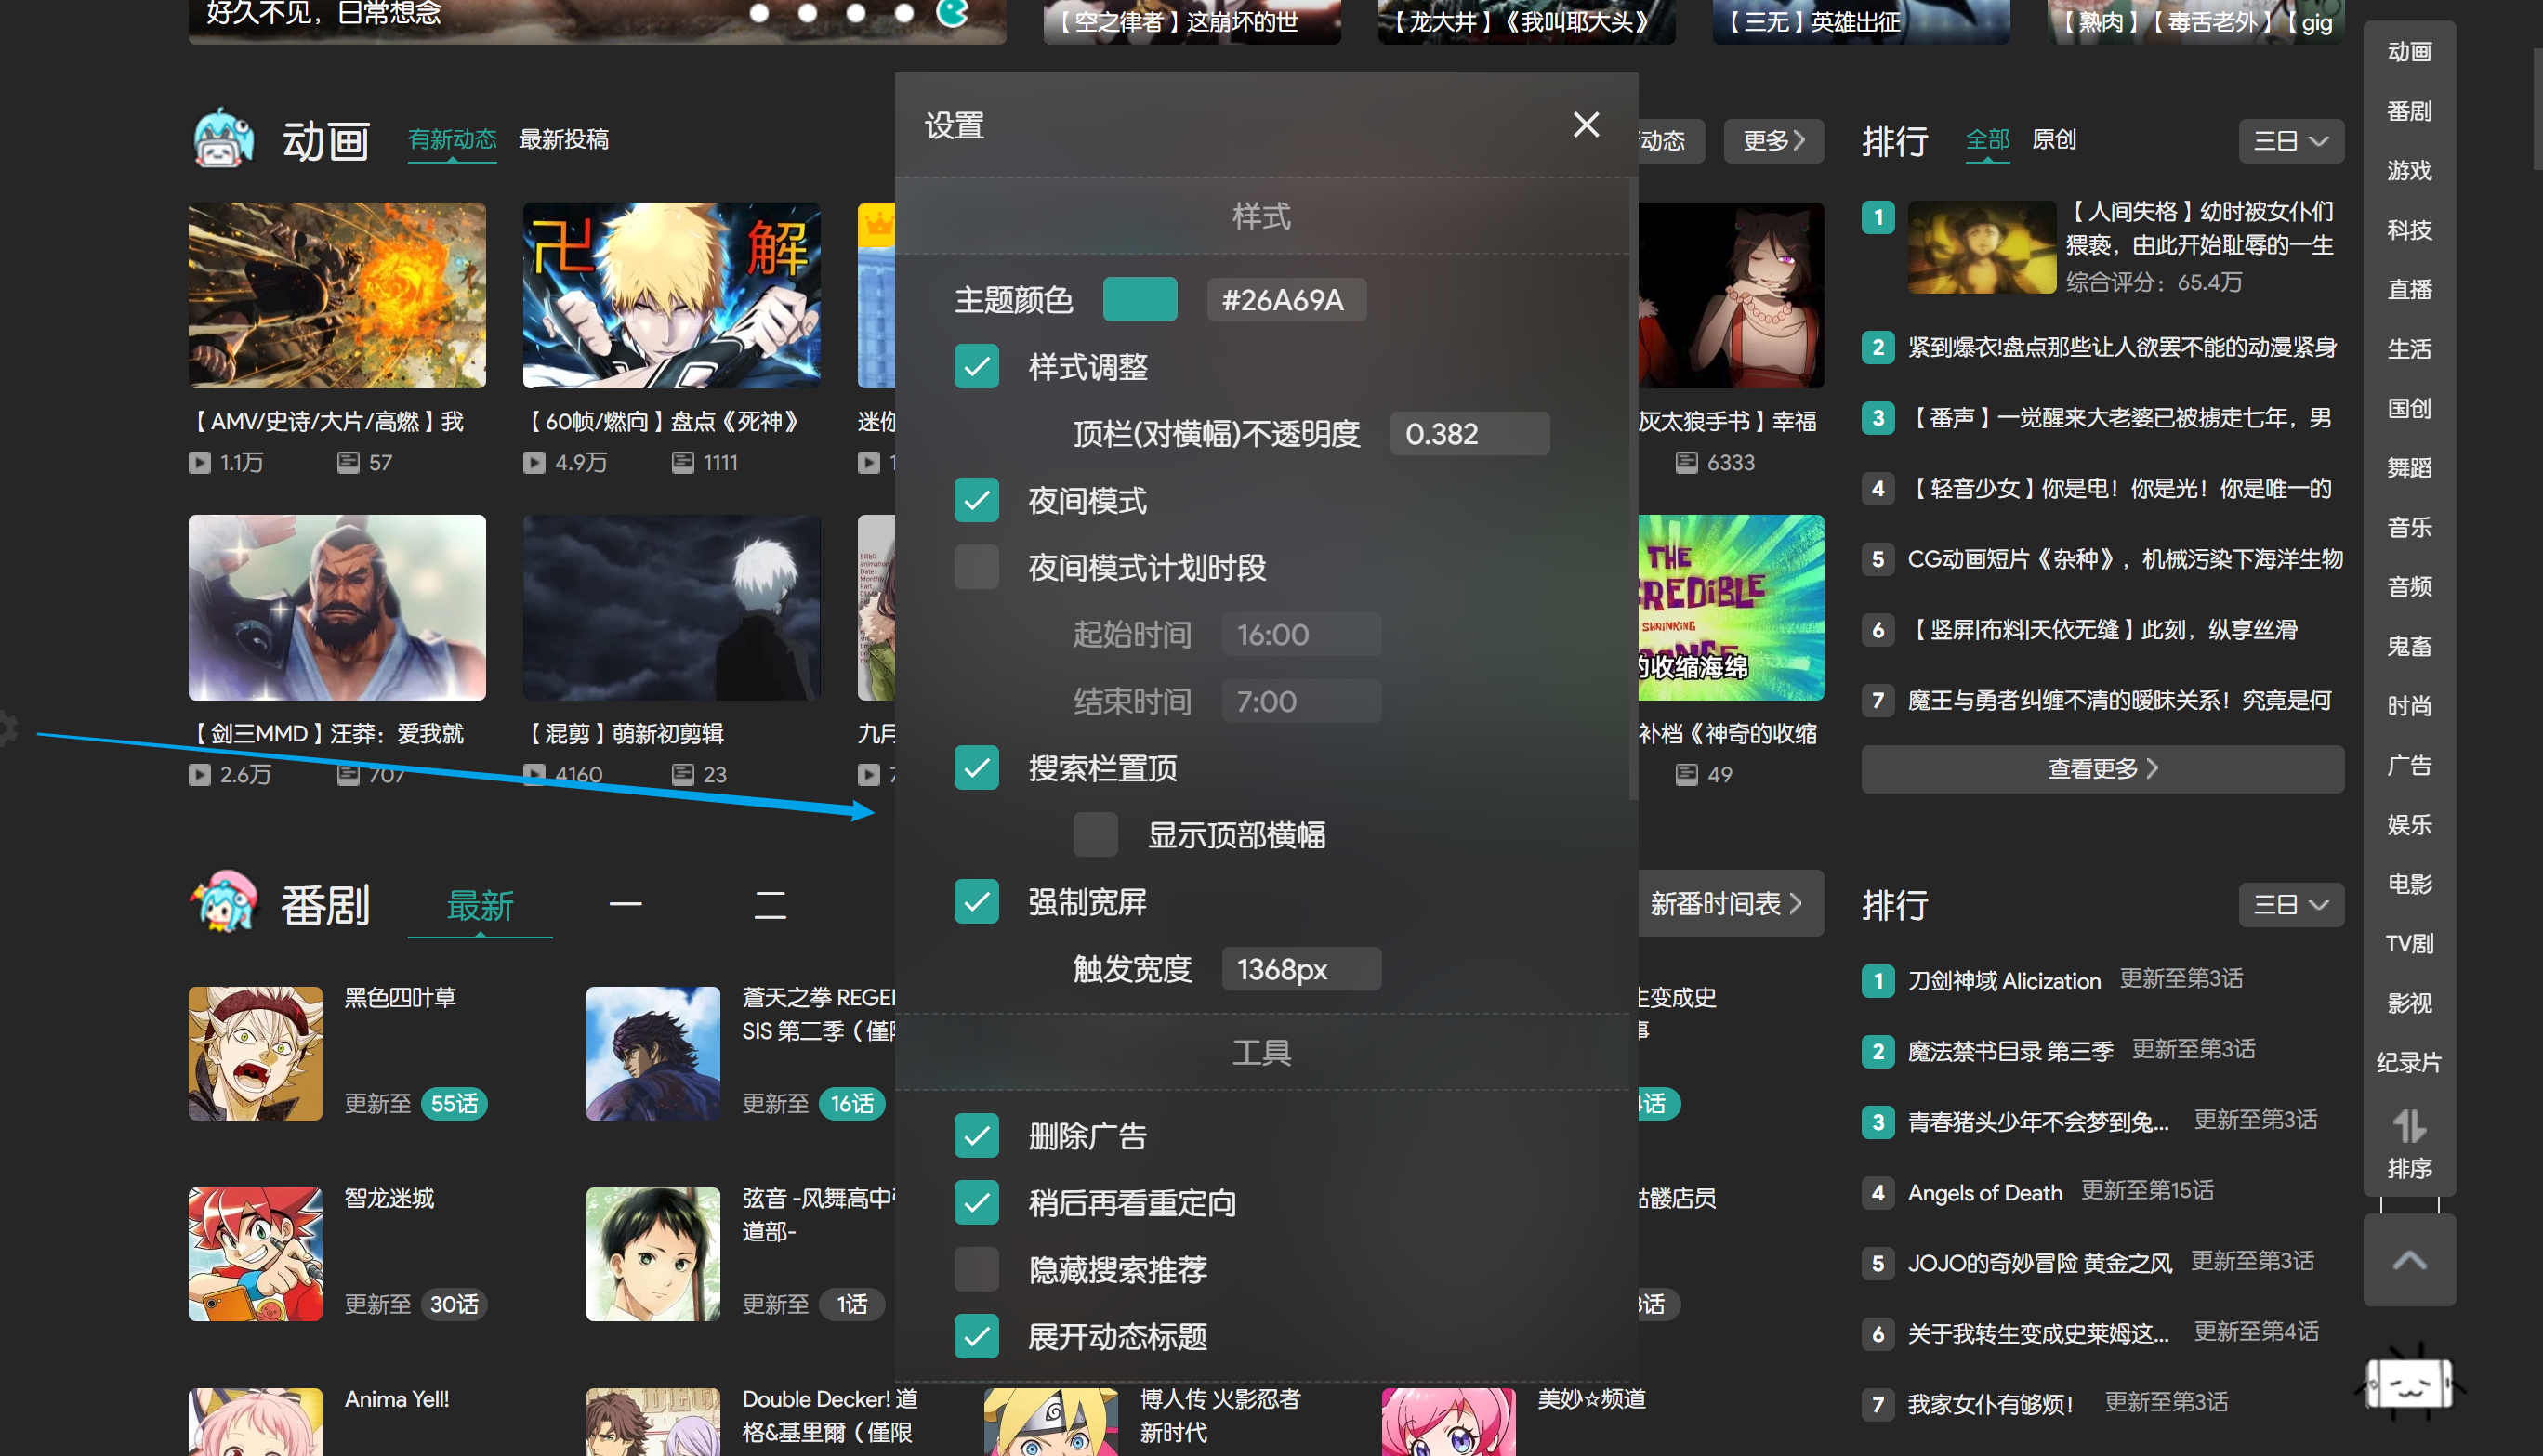 好久不见，日常想念
【空之律者】这崩坏的世
【龙大井】《我叫耶大头》
【三无】英雄出征
【熟肉】【毒舌老外】【gig
动画
有新动态
最新投稿
【AMV/史诗/大片/高燃】我
1.1万
57
卍 解
【60帧/燃向】盘点《死神》
4.9万
1111
迷你
【剑三MMD】汪莽：爱我就
2.6万
707
【混剪】萌新初剪辑
4160
23
九月
设置
样式
主题颜色
#26A69A
样式调整
顶栏(对横幅)不透明度
0.382
夜间模式
夜间模式计划时段
起始时间
16:00
结束时间
7:00
搜索栏置顶
显示顶部横幅
强制宽屏
触发宽度
1368px
工具
删除广告
稍后再看重定向
隐藏搜索推荐
展开动态标题
动态
更多
灰太狼手书】幸福
6333
THE
REDIBLE
SHRINKING
的收缩海绵
补档《神奇的收缩
49
排行
全部
原创
三日
1
【人间失格】幼时被女仆们
猥亵，由此开始耻辱的一生
综合评分：65.4万
2 紧到爆衣!盘点那些让人欲罢不能的动漫紧身
3 【番声】一觉醒来大老婆已被掳走七年，男
4 【轻音少女】你是电！你是光！你是唯一的
5 CG动画短片《杂种》，机械污染下海洋生物
6 【竖屏|布料|天依无缝】此刻，纵享丝滑
7 魔王与勇者纠缠不清的暧昧关系！究竟是何
查看更多
番剧
最新
一
二
新番时间表
黑色四叶草
更新至 55话
蒼天之拳 REGE
SIS 第二季（僅
更新至 16话
生变成史
事
话
智龙迷城
更新至 30话
弦音 -风舞高中
道部-
更新至 1话
骷髅店员
话
Anima Yell!
Double Decker! 道
格&基里爾（僅限
博人传 火影忍者
新时代
美妙☆频道
排行
三日
1 刀剑神域 Alicization 更新至第3话
2 魔法禁书目录 第三季 更新至第3话
3 青春猪头少年不会梦到兔... 更新至第3话
4 Angels of Death 更新至第15话
5 JOJO的奇妙冒险 黄金之风 更新至第3话
6 关于我转生变成史莱姆这... 更新至第4话
7 我家女仆有够烦！ 更新至第3话
动画
番剧
游戏
科技
直播
生活
国创
舞蹈
音乐
音频
鬼畜
时尚
广告
娱乐
电影
TV剧
影视
纪录片
排序